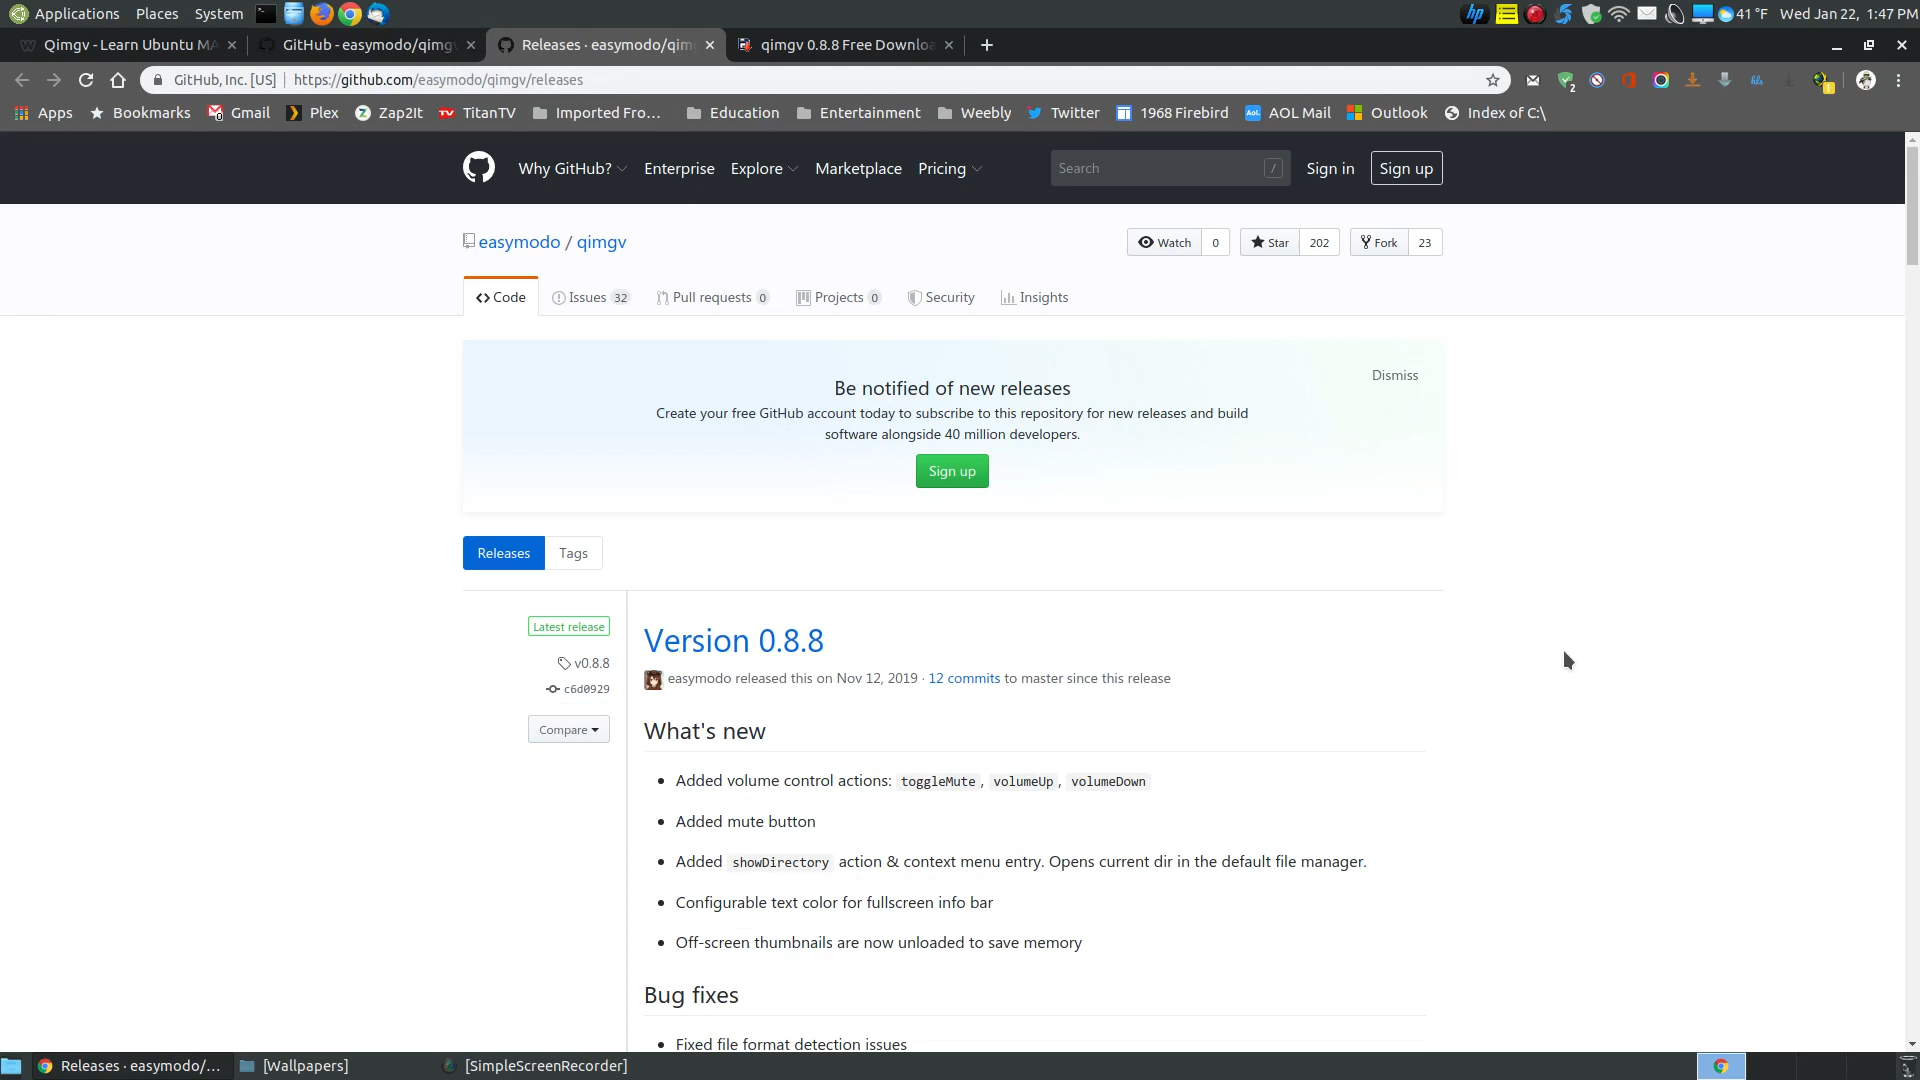 Applications Places System 41 °F Wed Jan 22, 1:47 PM
Qimgv - Learn Ubuntu MA GitHub - easymodo/qimgv Releases · easymodo/qim qimgv 0.8.8 Free Downloa
GitHub, Inc. [US] | https://github.com/easymodo/qimgv/releases
Apps Bookmarks Gmail Plex Zap2It TitanTV Imported Fro... Education Entertainment Weebly Twitter 1968 Firebird AOL Mail Outlook Index of C:\
Why GitHub? Enterprise Explore Marketplace Pricing Search / Sign in Sign up
easymodo / qimgv Watch 0 Star 202 Fork 23
Code Issues 32 Pull requests 0 Projects 0 Security Insights
Dismiss
Be notified of new releases
Create your free GitHub account today to subscribe to this repository for new releases and build
software alongside 40 million developers.
Sign up
Releases Tags
Latest release
v0.8.8
c6d0929
Compare
Version 0.8.8
easymodo released this on Nov 12, 2019 · 12 commits to master since this release
What's new
• Added volume control actions: toggleMute, volumeUp, volumeDown
• Added mute button
• Added showDirectory action & context menu entry. Opens current dir in the default file manager.
• Configurable text color for fullscreen info bar
• Off-screen thumbnails are now unloaded to save memory
Bug fixes
• Fixed file format detection issues
Releases · easymodo/... [Wallpapers] [SimpleScreenRecorder]